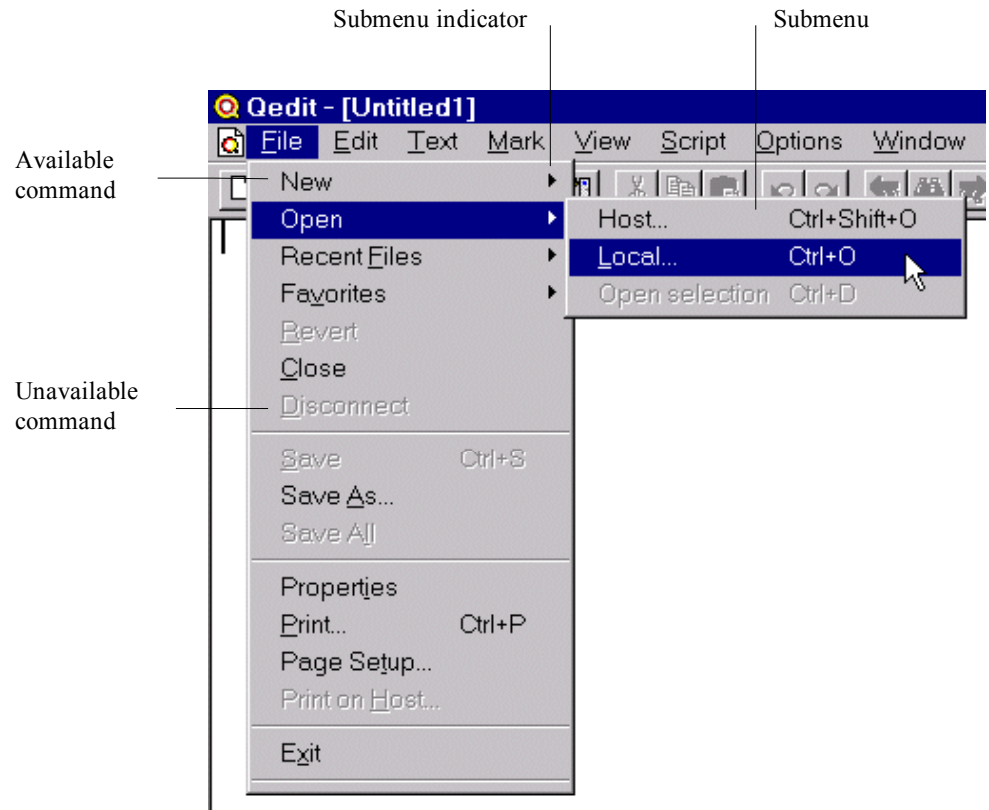 Submenu indicator
Submenu
Qedit - [Untitled1]
File Edit Text Mark View Script Options Window
Available
command
New
Open
Host... Ctrl+Shift+O
Recent Files
Local... Ctrl+O
Favorites
Open selection Ctrl+D
Revert
Close
Unavailable
command
Disconnect
Save Ctrl+S
Save As...
Save All
Properties
Print... Ctrl+P
Page Setup...
Print on Host...
Exit